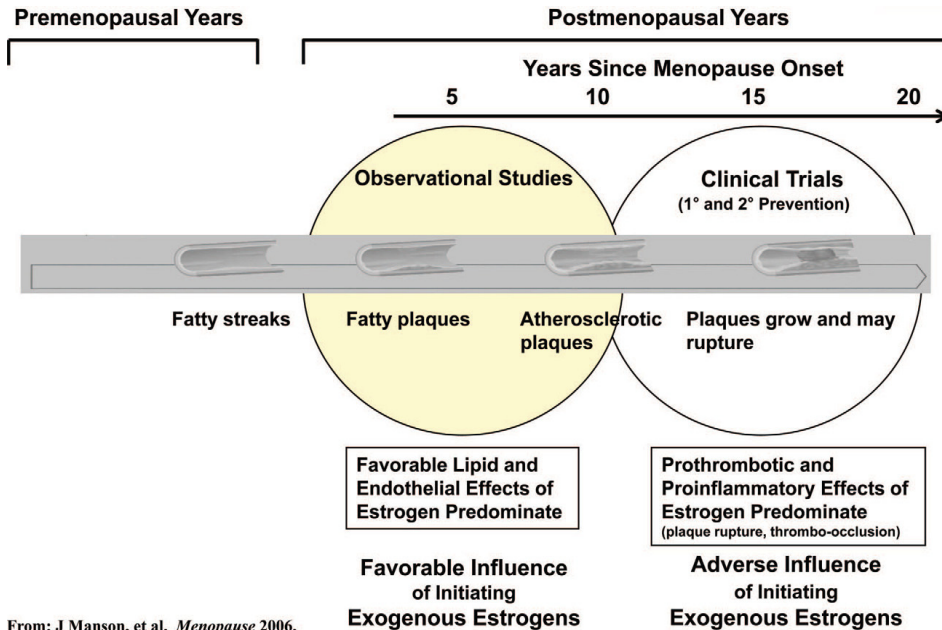 Premenopausal Years
Postmenopausal Years
Years Since Menopause Onset
5 10 15 20
Observational Studies
Clinical Trials
(1° and 2° Prevention)
Fatty streaks
Fatty plaques
Atherosclerotic
plaques
Plaques grow and may
rupture
Favorable Lipid and
Endothelial Effects of
Estrogen Predominate
Prothrombotic and
Proinflammatory Effects of
Estrogen Predominate
(plaque rupture, thrombo-occlusion)
Favorable Influence
of Initiating
Exogenous Estrogens
Adverse Influence
of Initiating
Exogenous Estrogens
From: J Manson, et al. Menopause 2006.